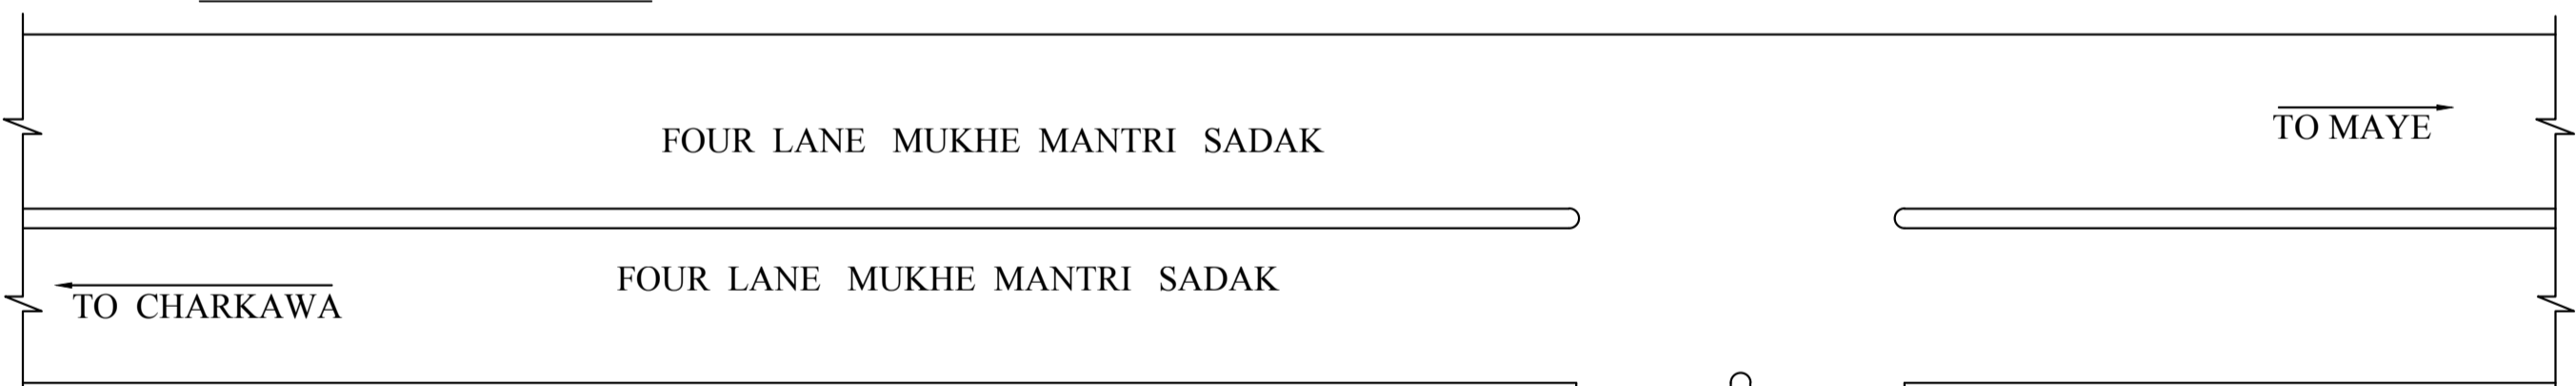 TO MAYE
FOUR LANE MUKHE MANTRI SADAK
FOUR LANE MUKHE MANTRI SADAK
TO CHARKAWA